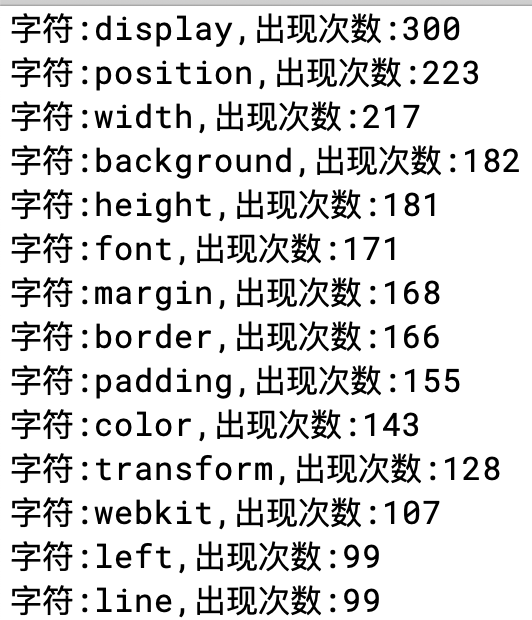 字符:display,出现次数:300
字符:position,出现次数:223
字符:width,出现次数:217
字符:background,出现次数:182
字符:height,出现次数:181
字符:font,出现次数:171
字符:margin,出现次数:168
字符:border,出现次数:166
字符:padding,出现次数:155
字符:color,出现次数:143
字符:transform,出现次数:128
字符:webkit,出现次数:107
字符:left,出现次数:99
字符:line,出现次数:99